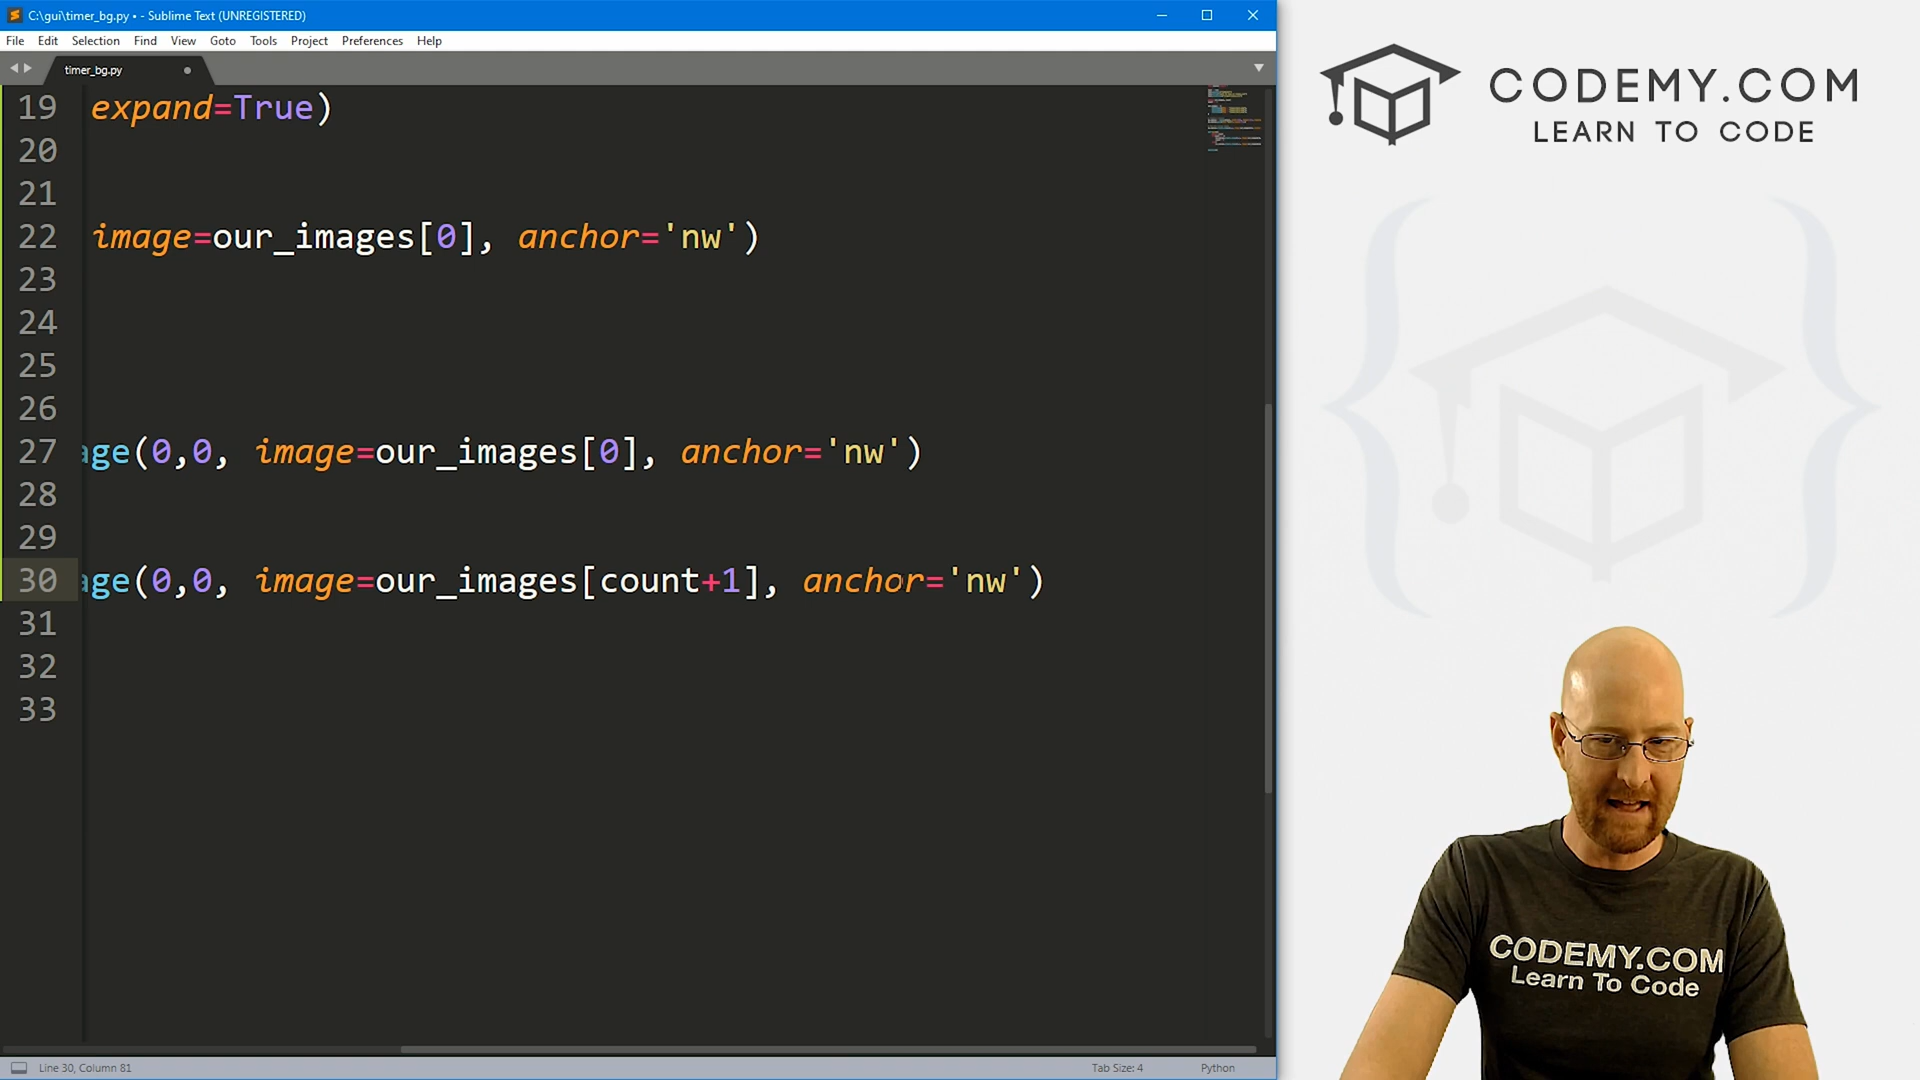 C:\gui\timer_bg.py • - Sublime Text (UNREGISTERED)
File Edit Selection Find View Goto Tools Project Preferences Help
timer_bg.py
19 expand=True)
20
21
22 image=our_images[0], anchor='nw')
23
24
25
26
27 age(0,0, image=our_images[0], anchor='nw')
28
29
30 age(0,0, image=our_images[count+1], anchor='nw')
31
32
33
Line 30, Column 81 Tab Size: 4 Python
CODEMY.COM
LEARN TO CODE
CODEMY.COM
Learn To Code